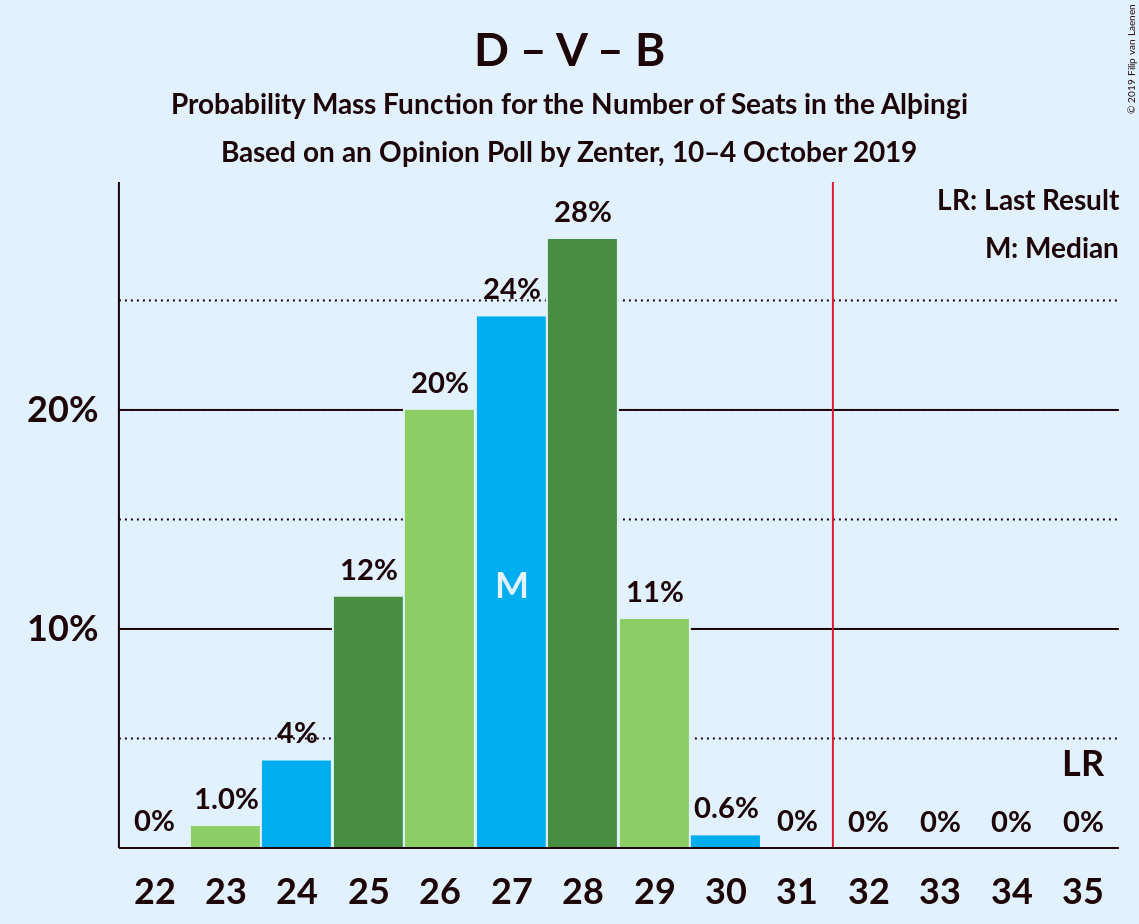 D – V – B
Probability Mass Function for the Number of Seats in the Alþingi
Based on an Opinion Poll by Zenter, 10–4 October 2019
© 2019 Filip van Laenen
LR: Last Result
M: Median
20%
10%
0%
1.0%
4%
12%
20%
24%
28%
11%
0.6%
0%
0%
0%
0%
0%
M
LR
22 23 24 25 26 27 28 29 30 31 32 33 34 35